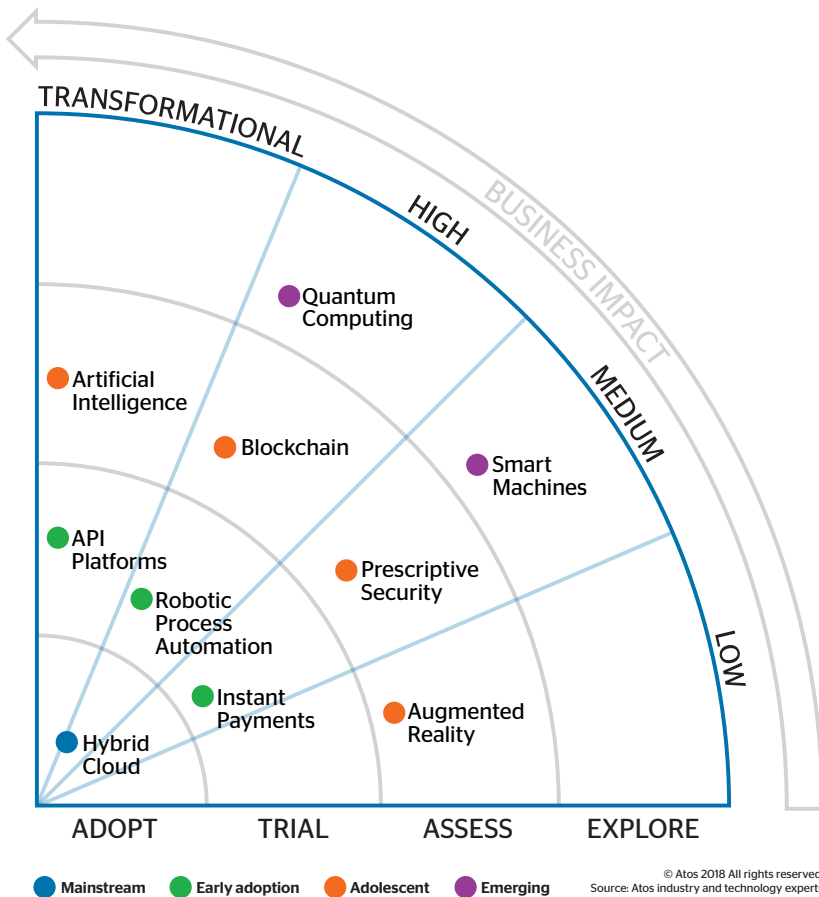 TRANSFORMATIONAL
HIGH
BUSINESS IMPACT
MEDIUM
LOW
Quantum
Computing
Artificial
Intelligence
Blockchain
Smart
Machines
API
Platforms
Prescriptive
Security
Robotic
Process
Automation
Instant
Payments
Augmented
Reality
Hybrid
Cloud
ADOPT
TRIAL
ASSESS
EXPLORE
Mainstream
Early adoption
Adolescent
Emerging
© Atos 2018 All rights reserved
Source: Atos industry and technology experts